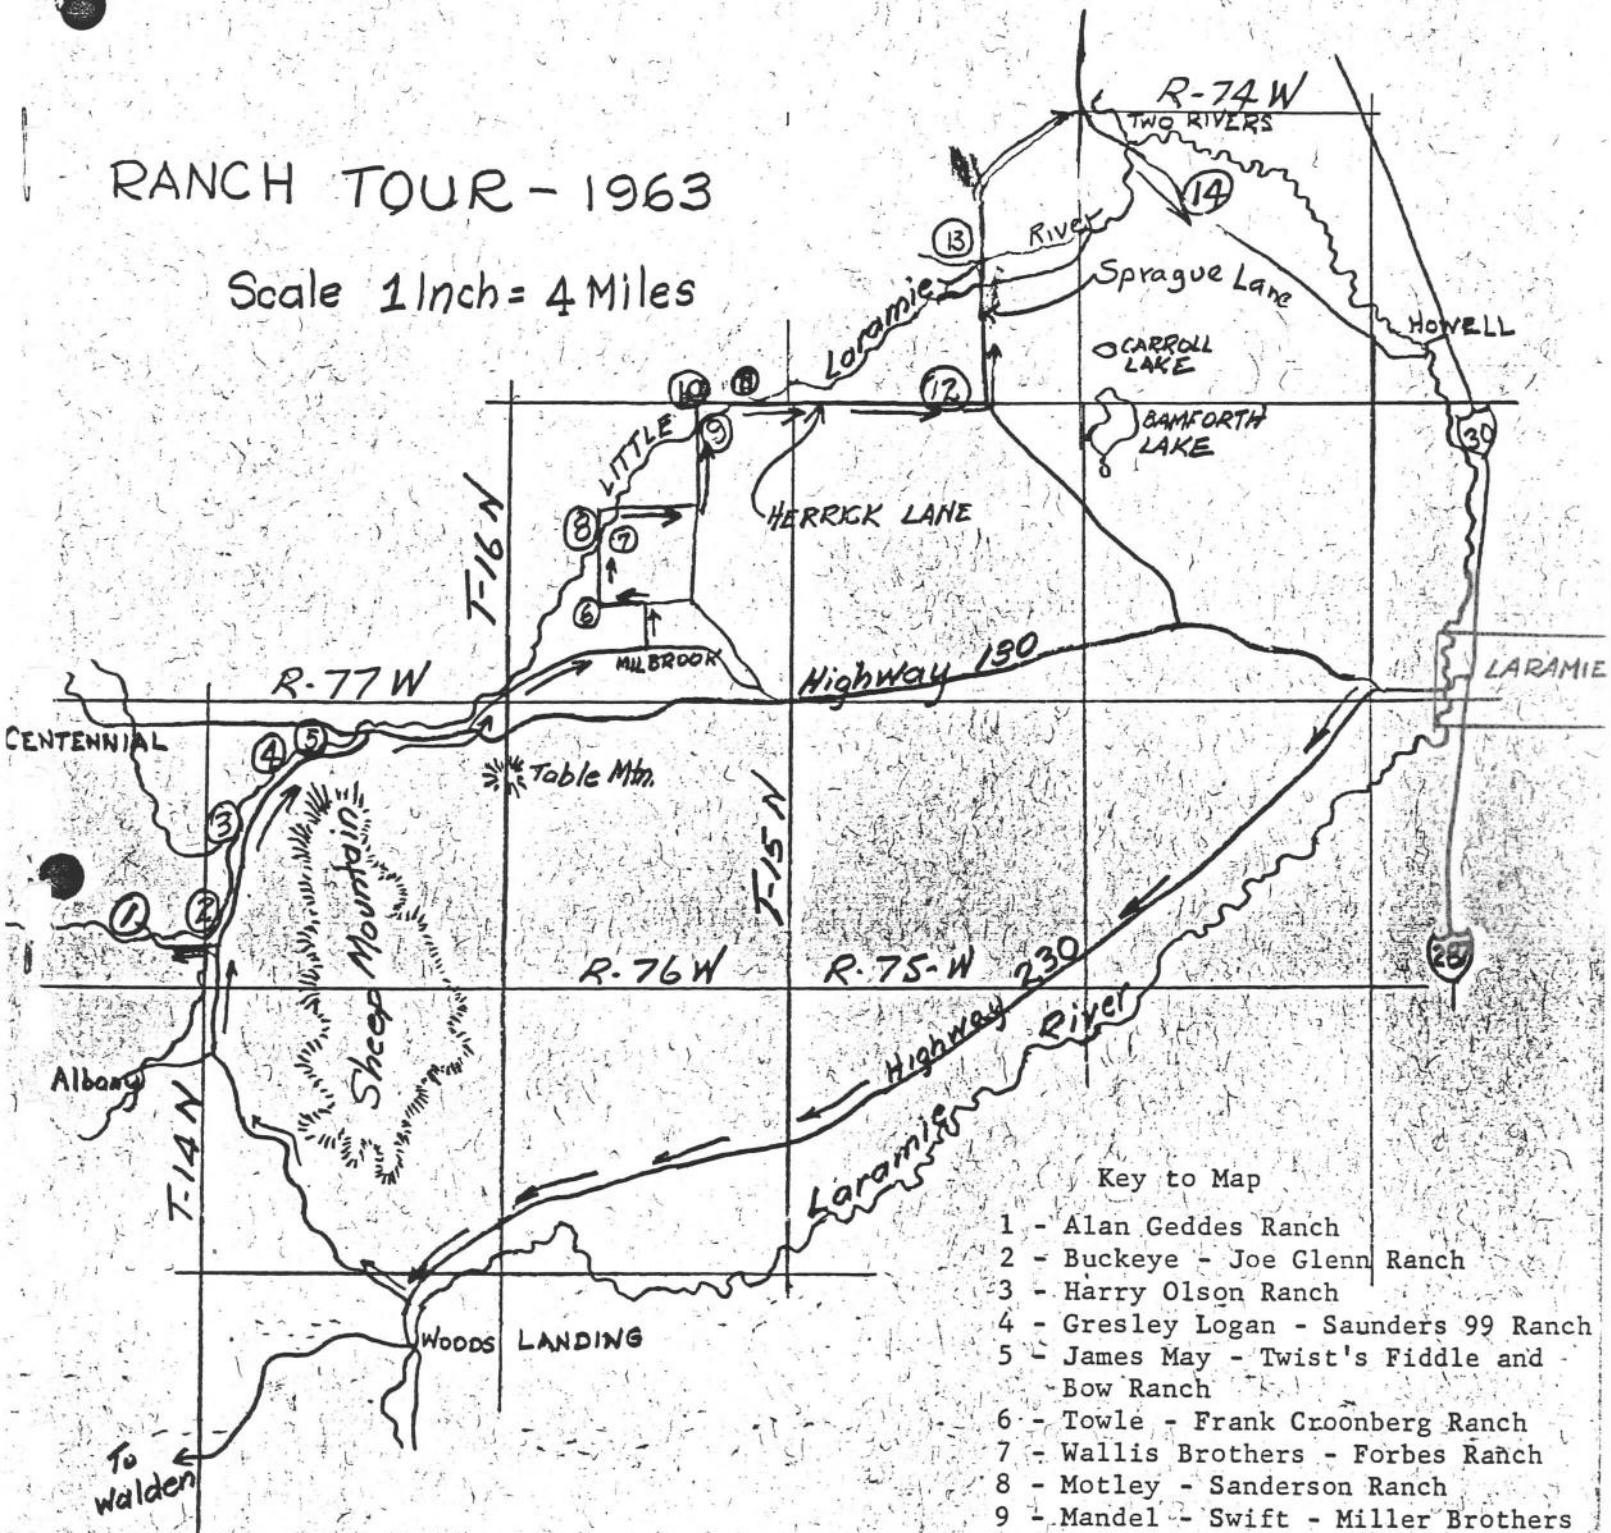 R-74 W
TWO RIVERS
RANCH TOUR - 1963
14
13
River
Scale 1 Inch = 4 Miles
Sprague Lane
Laramie
HOWELL
CARROLL
LAKE
10
11
12
9
LITTLE
BAMFORTH
LAKE
30
HERRICK LANE
8
7
T-16 N
6
MILBROOK
Highway 130
LARAMIE
R-77 W
CENTENNIAL
4
5
Table Mtn.
3
Sheep Mountain
T-15 N
1
2
R-76 W
R-75-W
Highway 230
287
Laramie River
Albany
T-14 N
WOODS LANDING
To
Walden
Key to Map
1 - Alan Geddes Ranch
2 - Buckeye - Joe Glenn Ranch
3 - Harry Olson Ranch
4 - Gresley Logan - Saunders 99 Ranch
5 - James May - Twist's Fiddle and
Bow Ranch
6 - Towle - Frank Croonberg Ranch
7 - Wallis Brothers - Forbes Ranch
8 - Motley - Sanderson Ranch
9 - Mandel - Swift - Miller Brothers